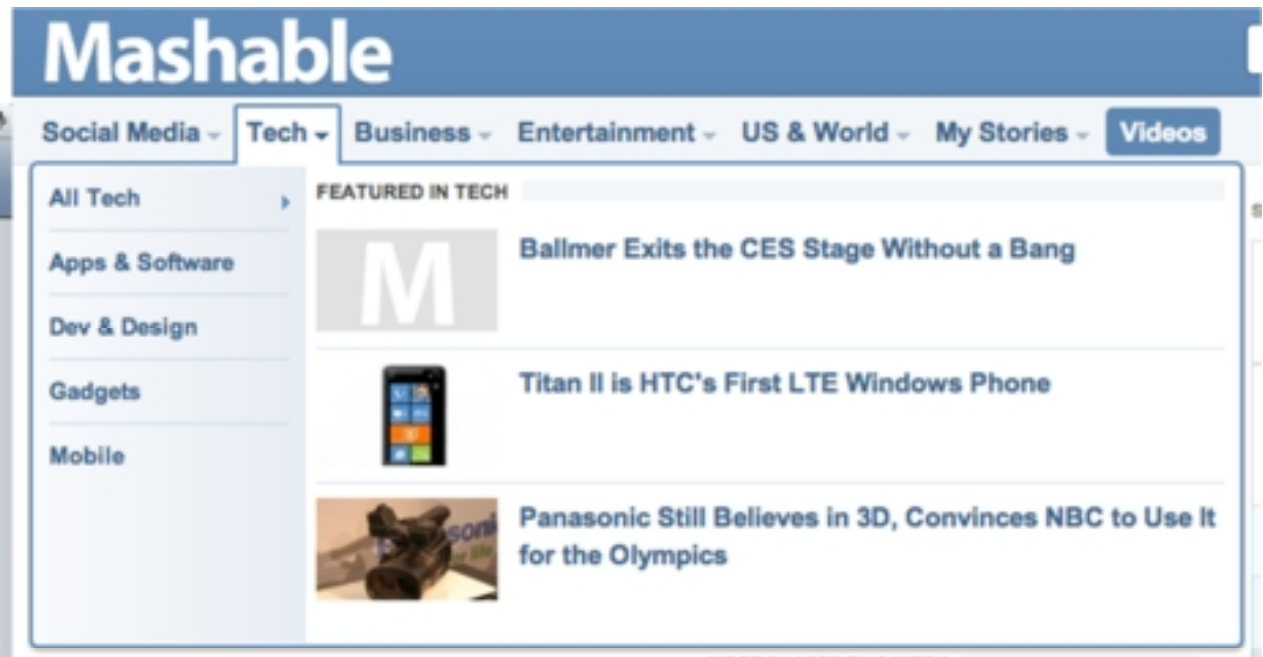 Mashable
Social Media Tech Business Entertainment US & World My Stories Videos
All Tech
Apps & Software
Dev & Design
Gadgets
Mobile
FEATURED IN TECH
M
Ballmer Exits the CES Stage Without a Bang
Titan II is HTC's First LTE Windows Phone
Panasonic Still Believes in 3D, Convinces NBC to Use It
for the Olympics